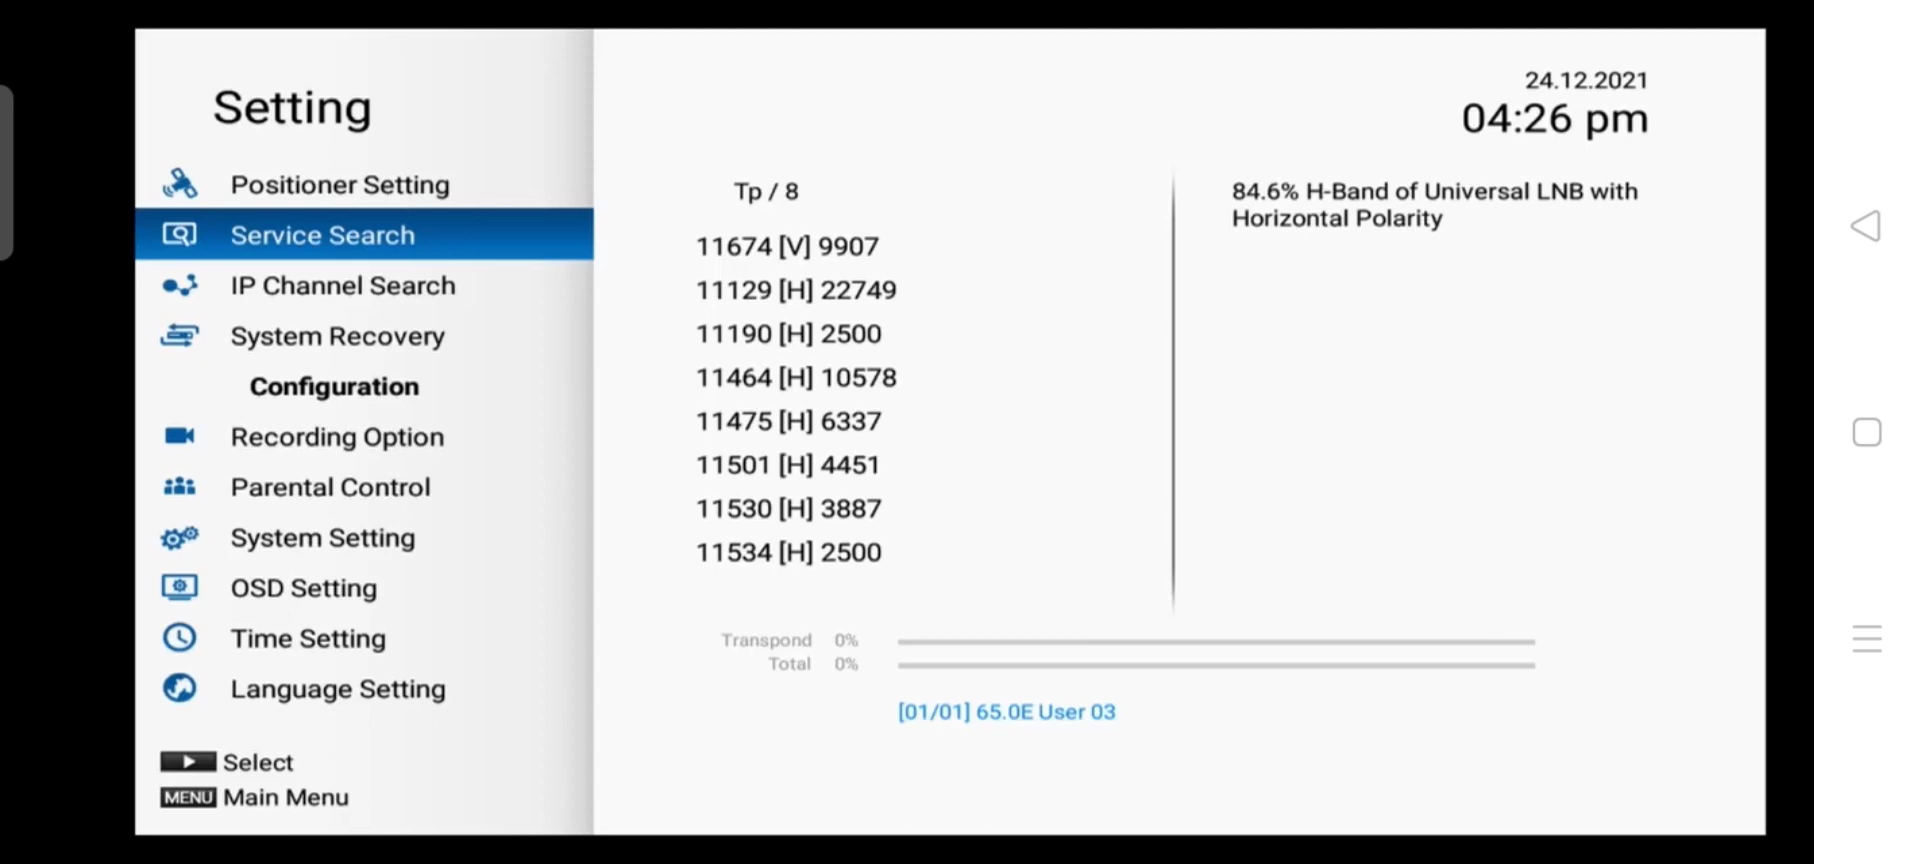 Setting
Positioner Setting
Service Search
IP Channel Search
System Recovery
Configuration
Recording Option
Parental Control
System Setting
OSD Setting
Time Setting
Language Setting
Select
MENU Main Menu
24.12.2021
04:26 pm
Tp / 8
11674 [V] 9907
11129 [H] 22749
11190 [H] 2500
11464 [H] 10578
11475 [H] 6337
11501 [H] 4451
11530 [H] 3887
11534 [H] 2500
84.6% H-Band of Universal LNB with
Horizontal Polarity
Transpond 0%
Total 0%
[01/01] 65.0E User 03